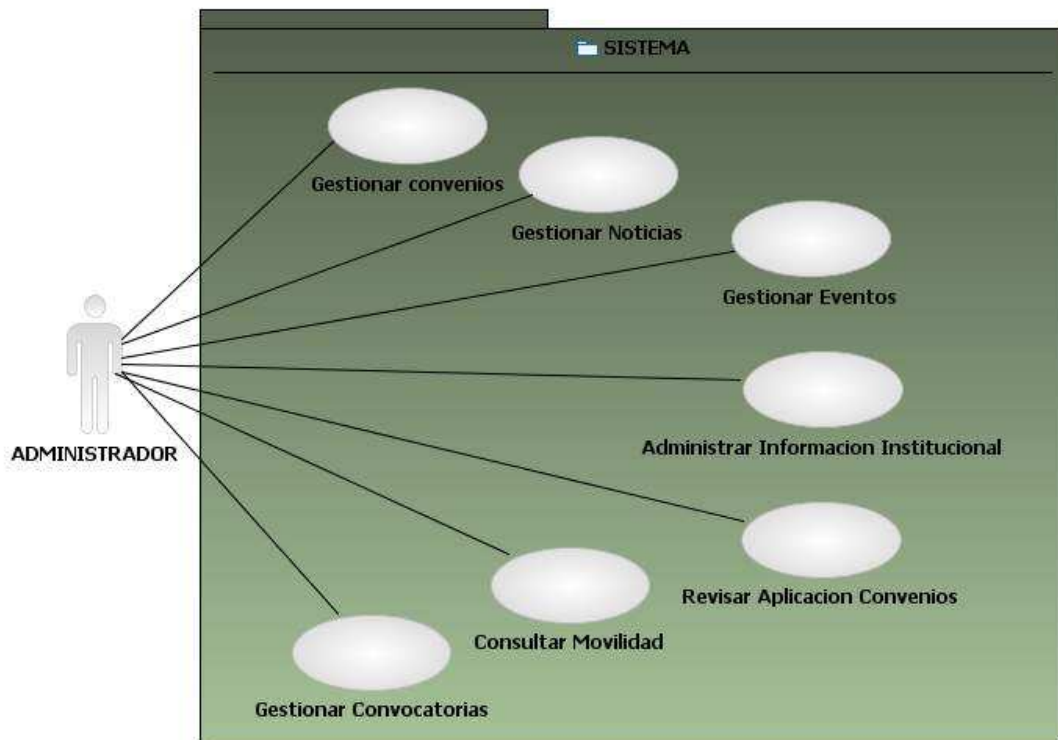 SISTEMA
Gestionar convenios
Gestionar Noticias
Gestionar Eventos
ADMINISTRADOR
Administrar Informacion Institucional
Revisar Aplicacion Convenios
Consultar Movilidad
Gestionar Convocatorias